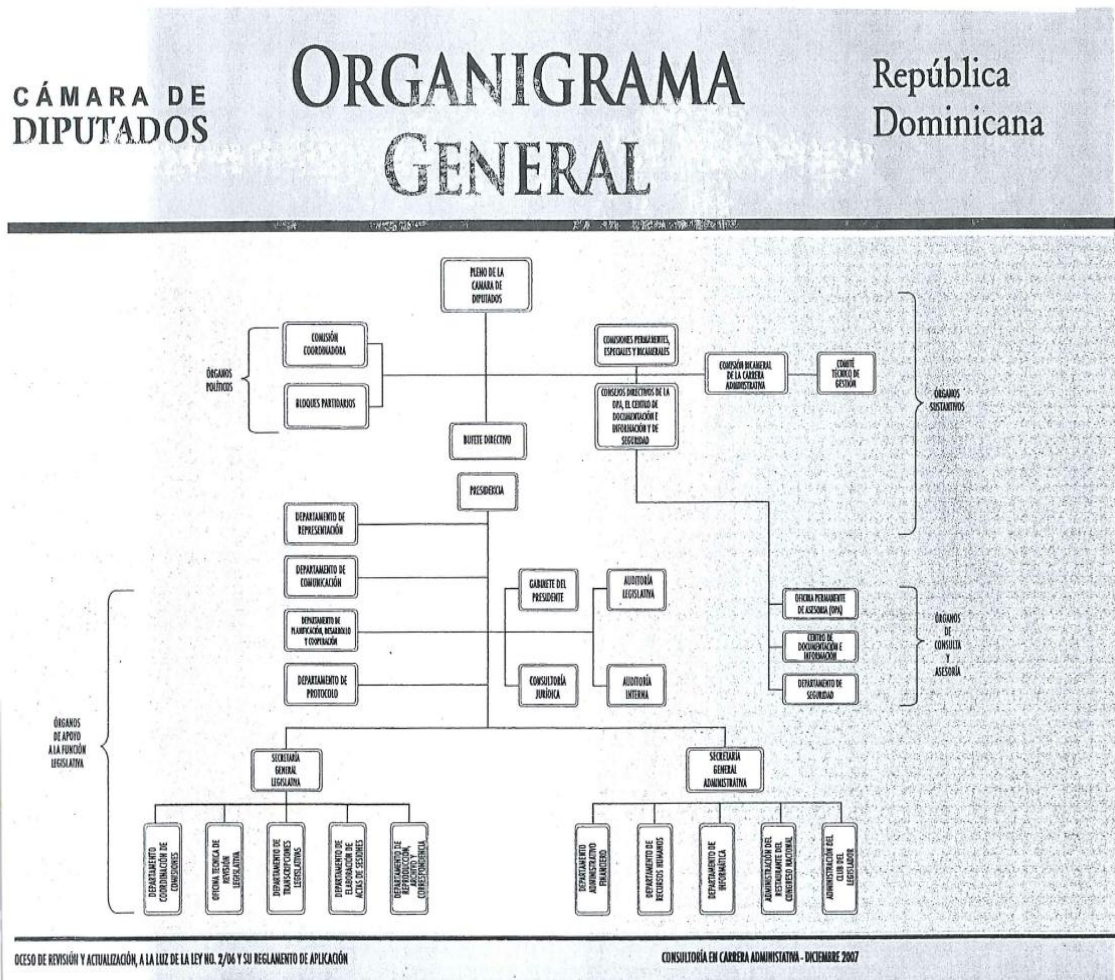 CÁMARA DE
DIPUTADOS
ORGANIGRAMA
GENERAL
República
Dominicana
PLENO DE LA
CAMARA DE
DIPUTADOS
ÓRGANOS
POLÍTICOS
COMISIÓN
COORDINADORA
BLOQUES PARTIDARIOS
COMISIONES PERMANENTES,
ESPECIALES Y BICAMERALES
CONSEJOS DIRECTIVOS DE LA
OPA, EL CENTRO DE
DOCUMENTACIÓN E
INFORMACIÓN Y DE
SEGURIDAD
COMISIÓN BICAMERAL
DE LA CARRERA
ADMINISTRATIVA
COMITÉ
TÉCNICO DE
GESTIÓN
ÓRGANOS
SUSTANTIVOS
BUFETE DIRECTIVO
PRESIDENCIA
DEPARTAMENTO DE
REPRESENTACIÓN
DEPARTAMENTO DE
COMUNICACIÓN
DEPARTAMENTO DE
PLANIFICACIÓN, DESARROLLO
Y COOPERACIÓN
DEPARTAMENTO DE
PROTOCOLO
GABINETE DEL
PRESIDENTE
AUDITORÍA
LEGISLATIVA
CONSULTORÍA
JURÍDICA
AUDITORÍA
INTERNA
OFICINA PERMANENTE
DE ASESORIA (OPA)
CENTRO DE
DOCUMENTACIÓN E
INFORMACIÓN
DEPARTAMENTO DE
SEGURIDAD
ÓRGANOS
DE
CONSULTA
Y
ASESORÍA
ÓRGANOS
DE APOYO
A LA FUNCIÓN
LEGISLATIVA
SECRETARÍA
GENERAL
LEGISLATIVA
SECRETARÍA
GENERAL
ADMINISTRATIVA
DEPARTAMENTO
COORDINACIÓN DE
COMISIONES
OFICINA TECNICA DE
REVISIÓN
LEGISLATIVA
DEPARTAMENTO DE
TRANSCRIPCIONES
LEGISLATIVAS
DEPARTAMENTO DE
ELABORACIÓN DE
ACTAS DE SESIONES
DEPARTAMENTO DE
REPRODUCCIÓN,
ARCHIVO Y
CORRESPONDENCIA
DEPARTAMENTO
ADMINISTRATIVO
FINANCIERO
DEPARTAMENTO DE
RECURSOS HUMANOS
DEPARTAMENTO DE
INFORMÁTICA
ADMINISTRACIÓN DEL
RESTAURANTE DEL
CONGRESO NACIONAL
ADMINISTRACIÓN DEL
CLUB DEL
LEGISLADOR
OCESO DE REVISIÓN Y ACTUALIZACIÓN, A LA LUZ DE LA LEY NO. 2/06 Y SU REGLAMENTO DE APLICACIÓN
CONSULTORÍA EN CARRERA ADMINISTATIVA - DICIEMBRE 2007